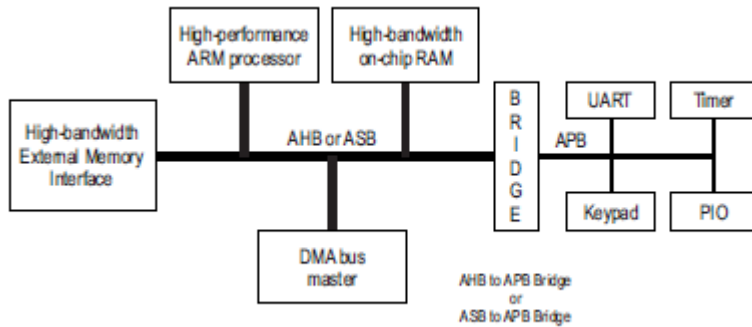 High-performance
ARM processor
High-bandwidth
on-chip RAM
High-bandwidth
External Memory
Interface
AHB or ASB
B
R
I
D
G
E
APB
UART
Timer
Keypad
PIO
DMA bus
master
AHB to APB Bridge
or
ASB to APB Bridge